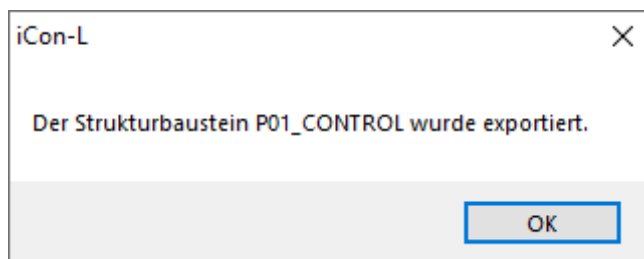 iCon-L
Der Strukturbaustein P01_CONTROL wurde exportiert.
OK